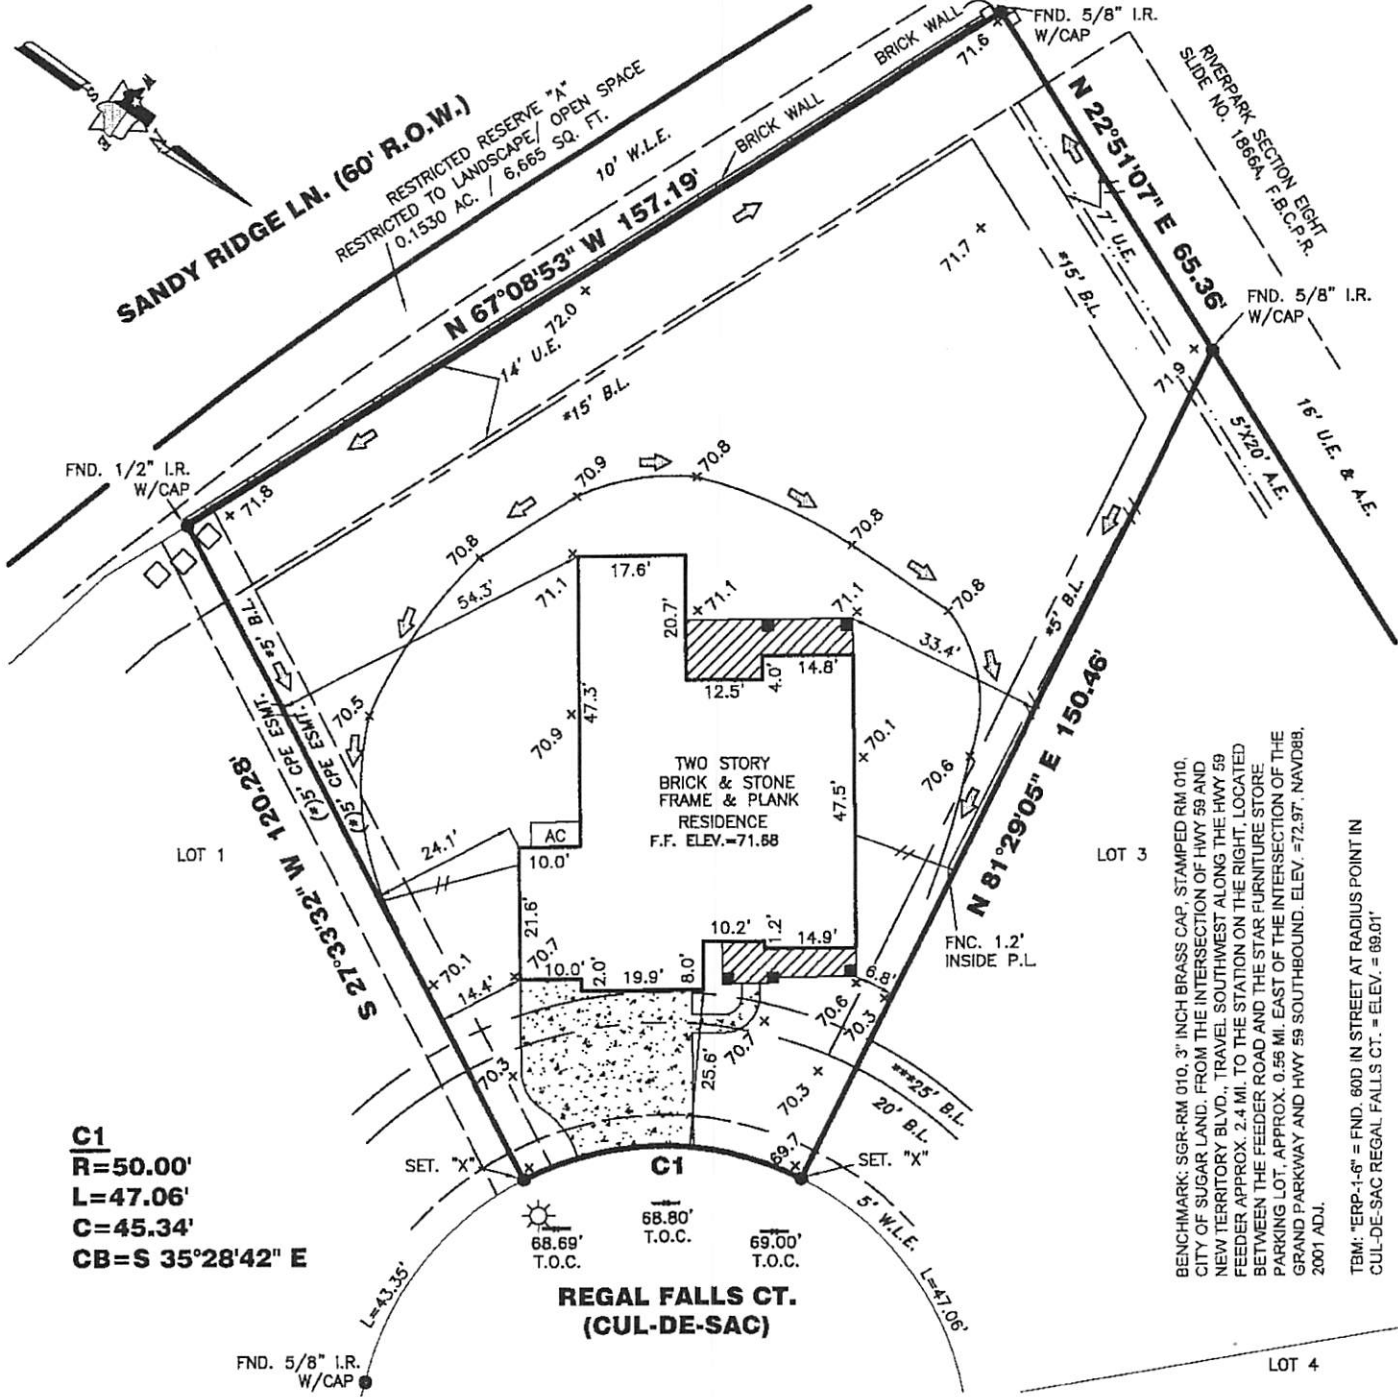 FND. 5/8" I.R.
W/CAP
BRICK WALL
71.6
RIVERPARK SECTION EIGHT
SLIDE NO. 1866A, F.B.C.P.R.
N 22°51'07" E 65.36'
SANDY RIDGE LN. (60' R.O.W.)
RESTRICTED RESERVE "A"
RESTRICTED TO LANDSCAPE/ OPEN SPACE
0.1530 AC. / 6,665 SQ. FT.
10' W.L.E.
BRICK WALL
N 67°08'53" W 157.19'
7' U.E.
71.7
*15' B.L.
FND. 5/8" I.R.
W/CAP
72.0
14' U.E.
*15' B.L.
71.9
5'X20' A.E.
16' U.E. & A.E.
FND. 1/2" I.R.
W/CAP
71.8
70.9
70.8
70.8
70.8
70.8
54.3'
71.1
17.6'
20.7'
71.1
71.1
33.4'
*5' B.L.
*5' B.L.
12.5'
4.0'
14.8'
(*)5' CPE ESMT.
(*)5' CPE ESMT.
70.5
47.3'
70.9
70.1
70.6
47.5'
TWO STORY
BRICK & STONE
FRAME & PLANK
RESIDENCE
F.F. ELEV.=71.68
S 27°33'32" W 120.28'
N 81°29'05" E 150.46'
LOT 1
LOT 3
24.1'
AC
10.0'
21.6'
10.2'
1.2'
14.9'
FNC. 1.2'
INSIDE P.L.
70.1
14.4'
70.7
10.0'
2.0'
19.9'
8.0'
6.8'
70.6
70.3
70.7
25.6'
70.3
70.3
***25' B.L.
20' B.L.
69.7
SET. "X"
SET. "X"
C1
5' W.L.E.
C1
R=50.00'
L=47.06'
C=45.34'
CB=S 35°28'42" E
68.69'
T.O.C.
68.80'
T.O.C.
69.00'
T.O.C.
L=43.35'
L=47.06'
REGAL FALLS CT.
(CUL-DE-SAC)
FND. 5/8" I.R.
W/CAP
LOT 4
BENCHMARK: SGR-RM 010, 3" INCH BRASS CAP, STAMPED RM 010,
CITY OF SUGAR LAND. FROM THE INTERSECTION OF HWY 59 AND
NEW TERRITORY BLVD., TRAVEL SOUTHWEST ALONG THE HWY 59
FEEDER APPROX. 2.4 MI. TO THE STATION ON THE RIGHT, LOCATED
BETWEEN THE FEEDER ROAD AND THE STAR FURNITURE STORE
PARKING LOT, APPROX. 0.56 MI. EAST OF THE INTERSECTION OF THE
GRAND PARKWAY AND HWY 59 SOUTHBOUND. ELEV. =72.97', NAVD88,
2001 ADJ.
TBM: "ERP-1-6" = FND. 60D IN STREET AT RADIUS POINT IN
CUL-DE-SAC REGAL FALLS CT. = ELEV. = 69.01'